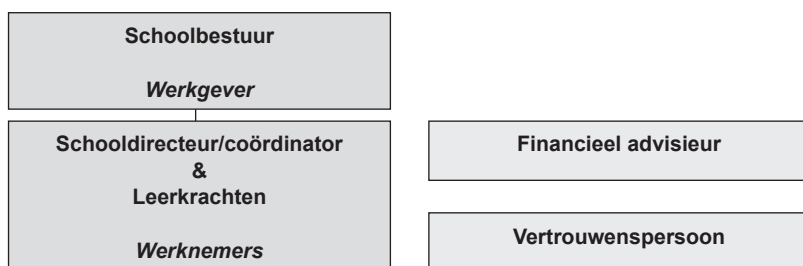 Schoolbestuur
Werkgever
Schooldirecteur/coördinator
&
Leerkrachten
Werknemers
Financieel advisieur
Vertrouwenspersoon